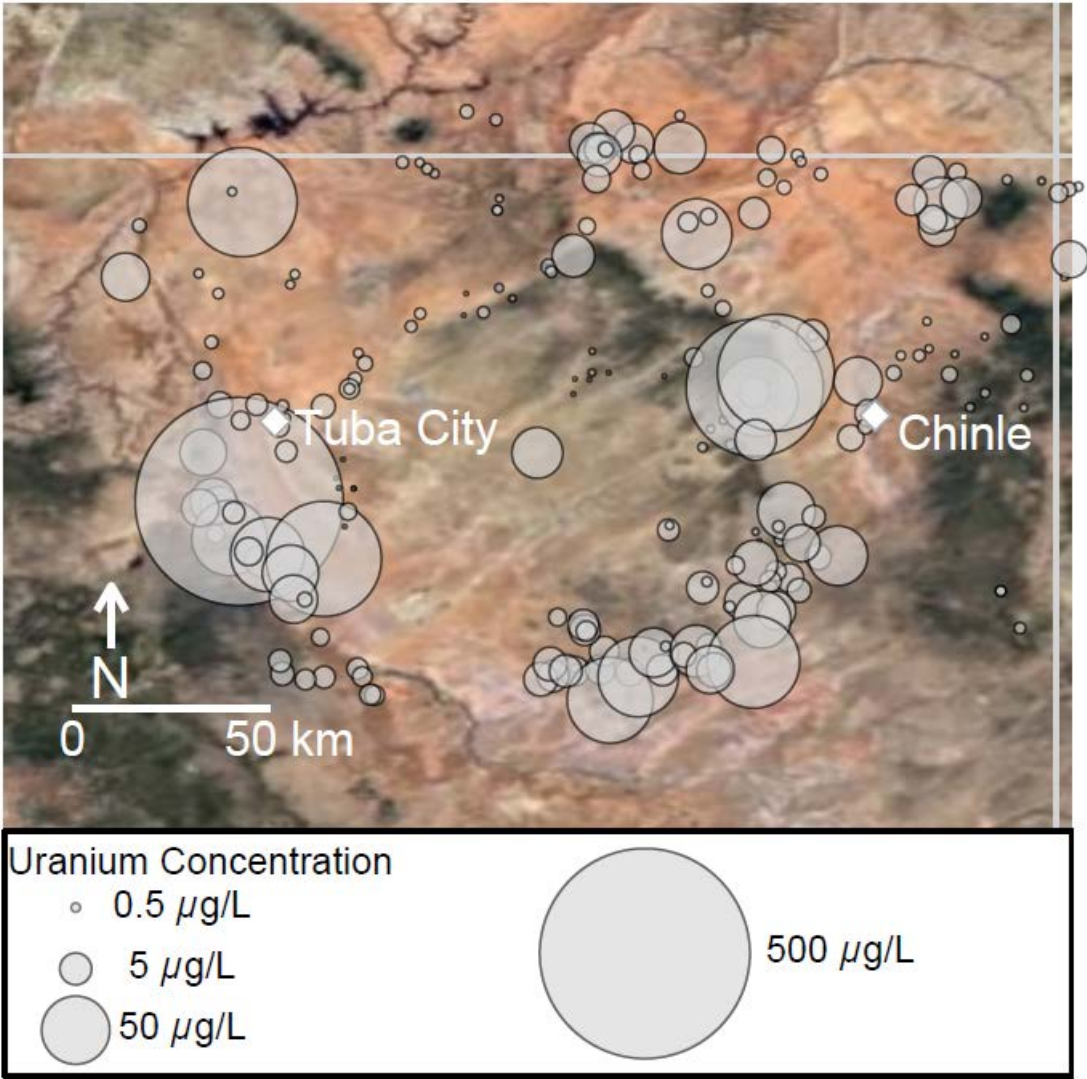 Tuba City
Chinle
N
0 50 km
Uranium Concentration
0.5 µg/L
5 µg/L
50 µg/L
500 µg/L